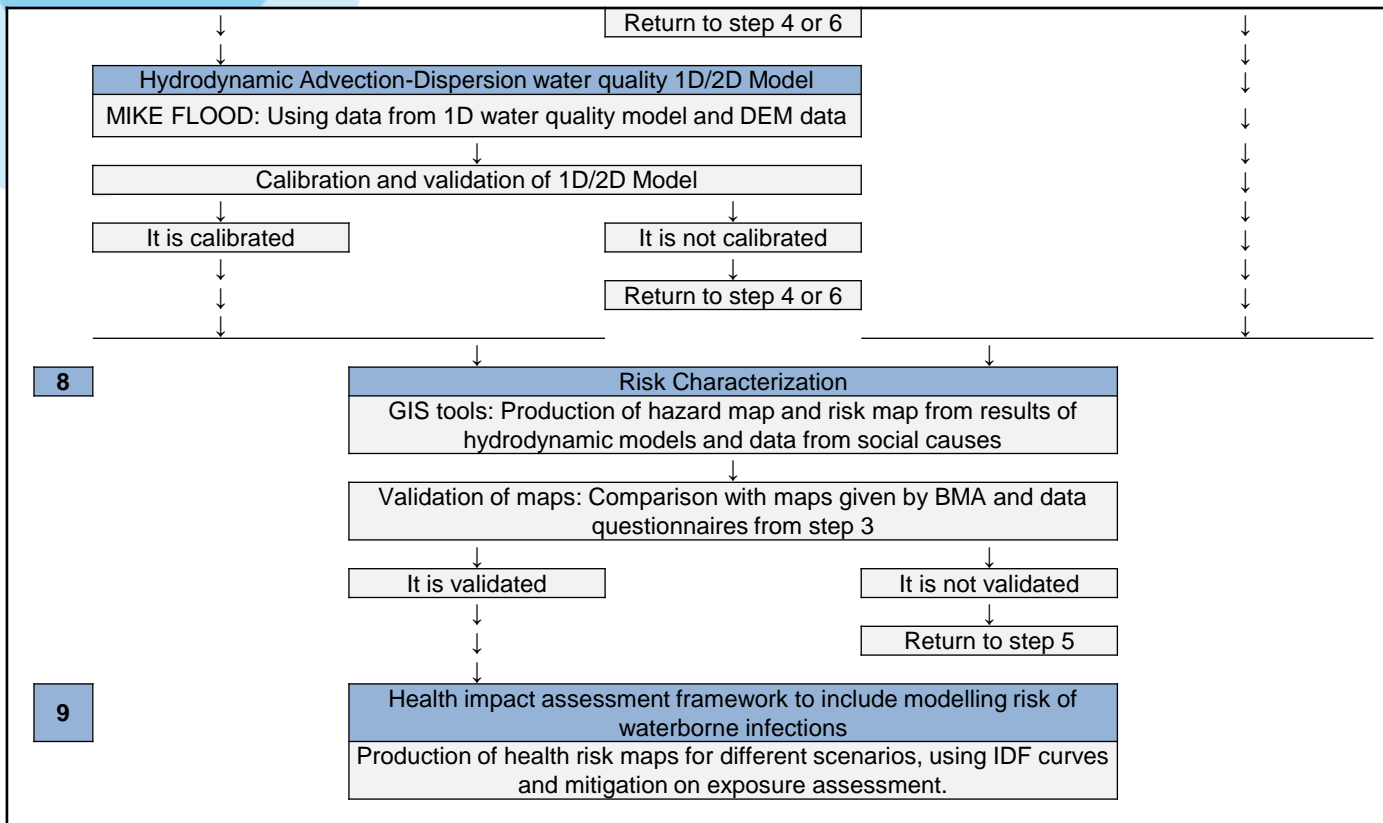 Return to step 4 or 6
Hydrodynamic Advection-Dispersion water quality 1D/2D Model
MIKE FLOOD: Using data from 1D water quality model and DEM data
Calibration and validation of 1D/2D Model
It is calibrated
It is not calibrated
Return to step 4 or 6
8
Risk Characterization
GIS tools: Production of hazard map and risk map from results of
hydrodynamic models and data from social causes
Validation of maps: Comparison with maps given by BMA and data
questionnaires from step 3
It is validated
It is not validated
Return to step 5
9
Health impact assessment framework to include modelling risk of
waterborne infections
Production of health risk maps for different scenarios, using IDF curves
and mitigation on exposure assessment.